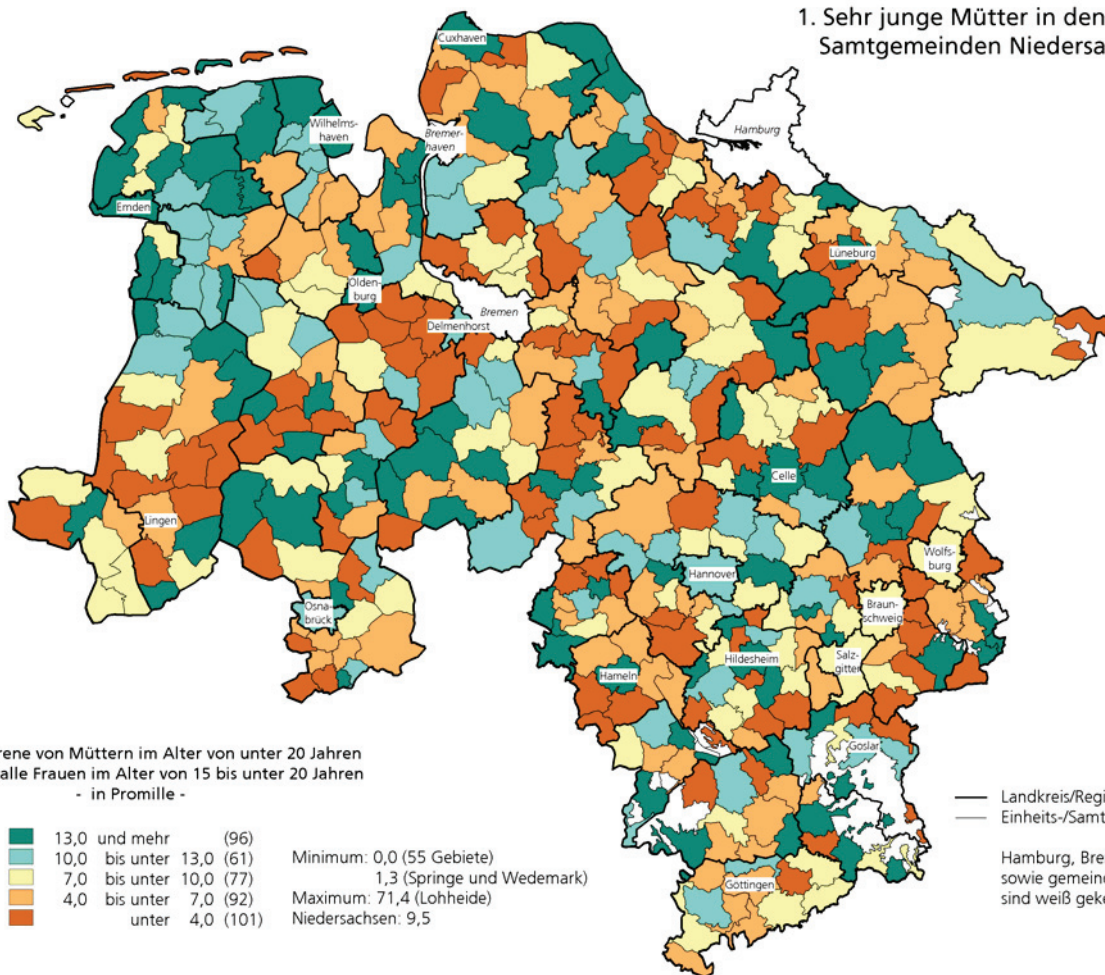 1. Sehr junge Mütter in den
Samtgemeinden Niedersa
Cuxhaven
Wilhelms-
haven
Bremer-
haven
Hamburg
Emden
Lüneburg
Olden-
burg
Bremen
Delmenhorst
Celle
Lingen
Wolfs-
burg
Hannover
Osna-
brück
Braun-
schweig
Hildesheim
Salz-
gitter
Hameln
Goslar
Göttingen
rene von Müttern im Alter von unter 20 Jahren
alle Frauen im Alter von 15 bis unter 20 Jahren
- in Promille -
13,0 und mehr (96)
10,0 bis unter 13,0 (61)
7,0 bis unter 10,0 (77)
4,0 bis unter 7,0 (92)
unter 4,0 (101)
Minimum: 0,0 (55 Gebiete)
1,3 (Springe und Wedemark)
Maximum: 71,4 (Lohheide)
Niedersachsen: 9,5
Landkreis/Regi
Einheits-/Samt
Hamburg, Bre
sowie gemein
sind weiß geke